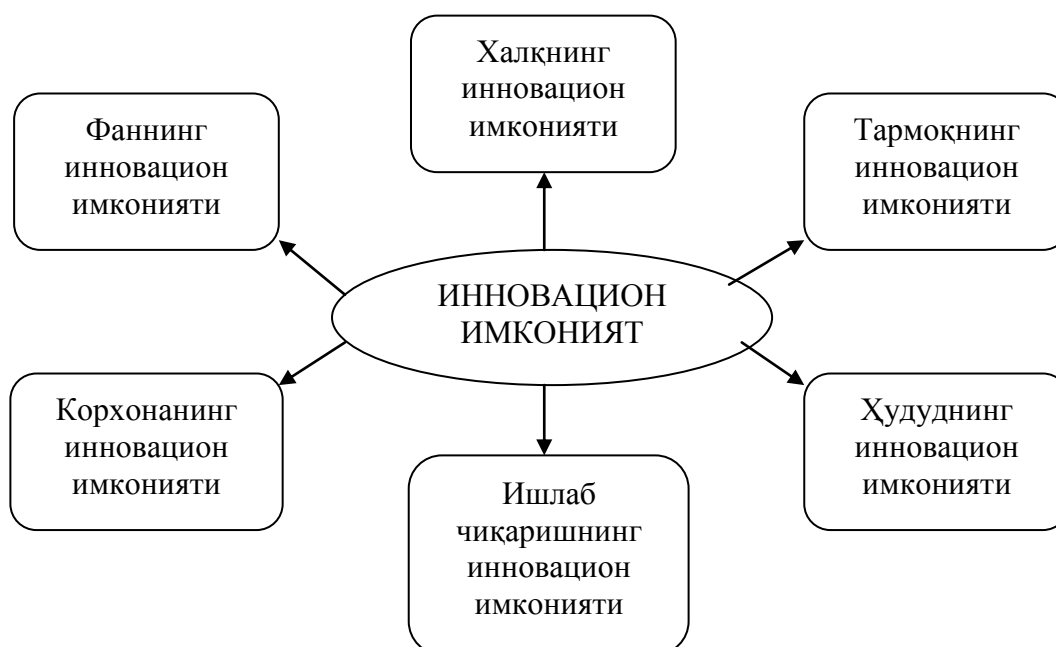 Халқнинг
инновацион
имконияти
Фаннинг
инновацион
имконияти
Тармоқнинг
инновацион
имконияти
ИННОВАЦИОН
ИМКОНИЯТ
Корхонанинг
инновацион
имконияти
Ҳудуднинг
инновацион
имконияти
Ишлаб
чиқаришнинг
инновацион
имконияти